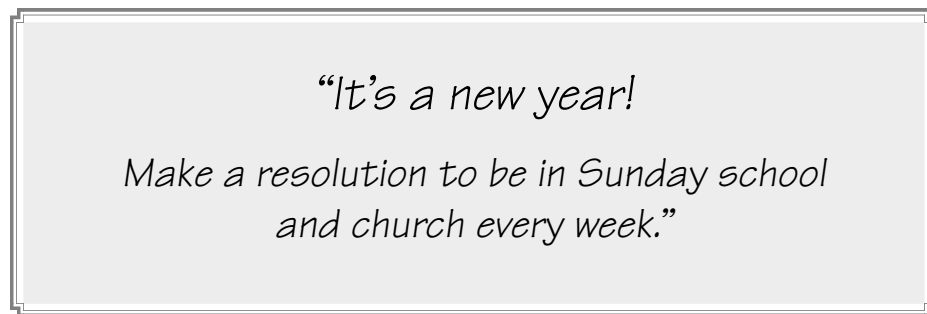 “It’s a new year!
Make a resolution to be in Sunday school
and church every week.”